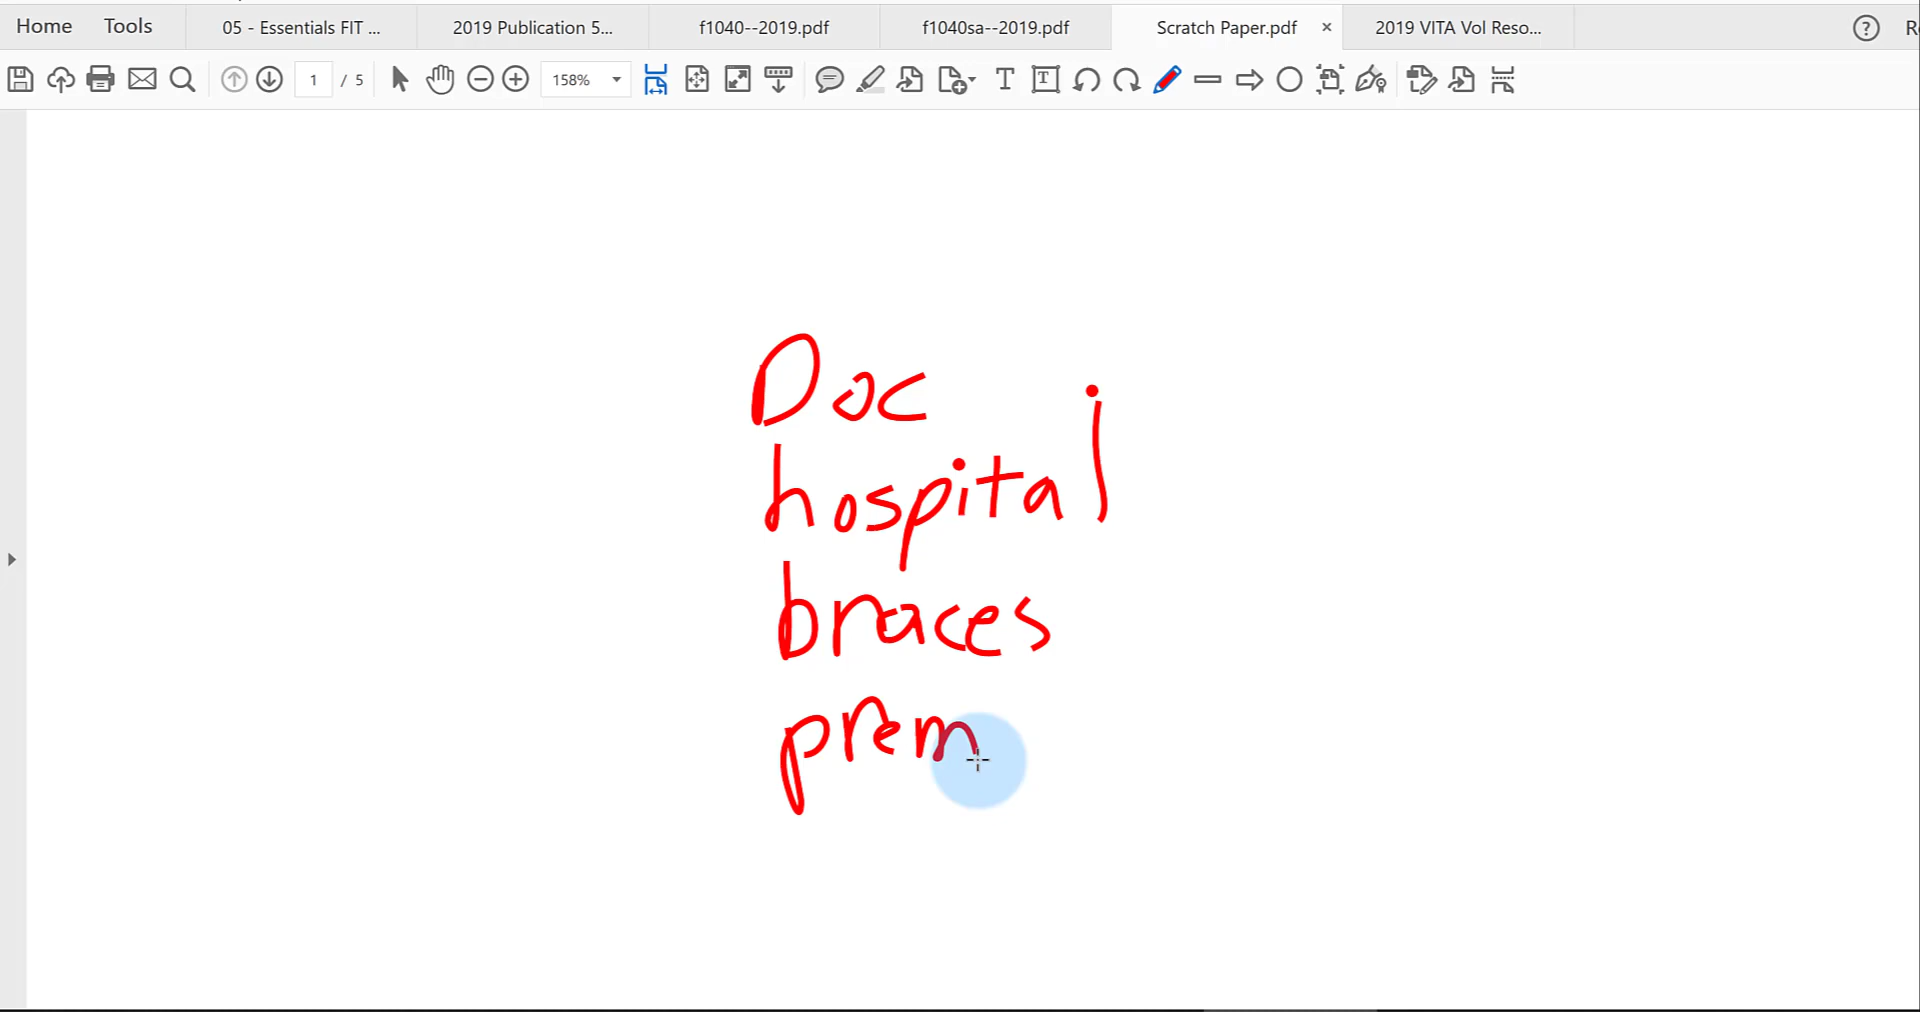 Home Tools 05 - Essentials FIT ... 2019 Publication 5... f1040--2019.pdf f1040sa--2019.pdf Scratch Paper.pdf × 2019 VITA Vol Reso... ? R
1 / 5 158% T T
Doc
hospital
braces
prem